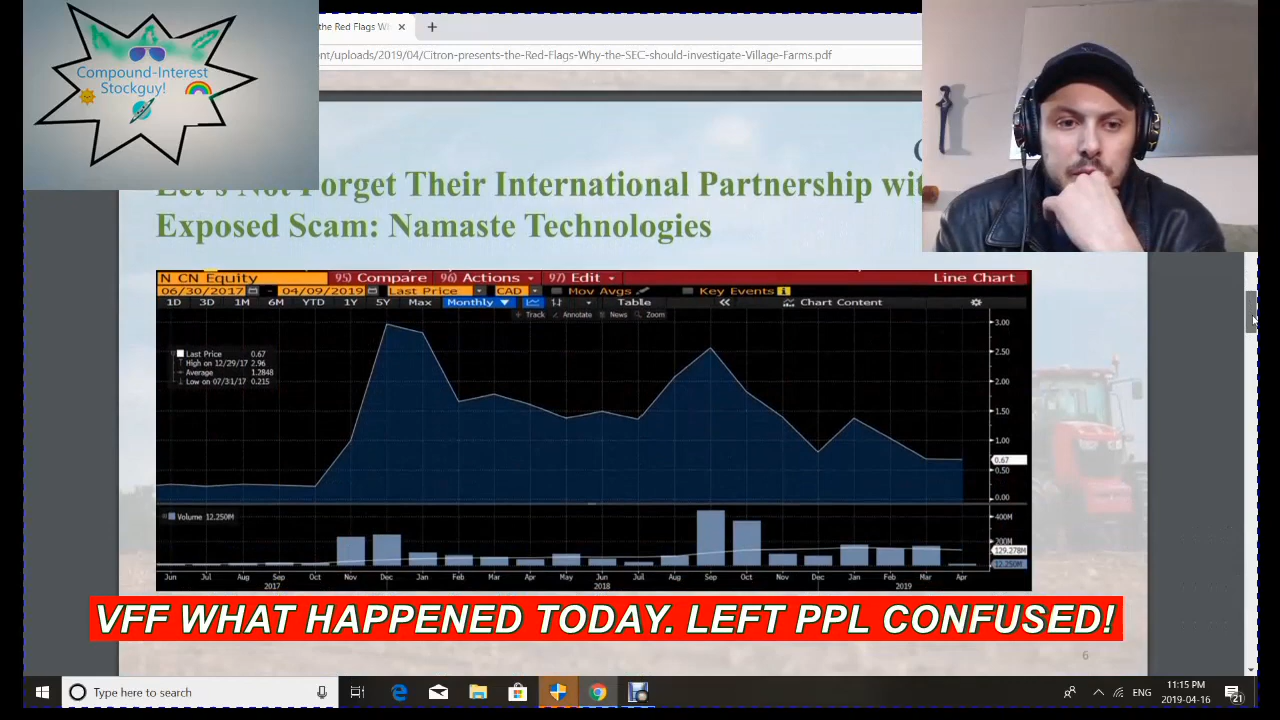 the Red Flags Wh
ent/uploads/2019/04/Citron-presents-the-Red-Flags-Why-the-SEC-should-investigate-Village-Farms.pdf
Compound-Interest
Stockguy!
Let's Not Forget Their International Partnership wit
Exposed Scam: Namaste Technologies
N CN Equity 95) Compare 96) Actions 97) Edit Line Chart
06/30/2017 - 04/09/2019 Last Price CAD Mov Avgs Key Events
1D 3D 1M 6M YTD 1Y 5Y Max Monthly Table Chart Content
Track Annotate News Zoom
Last Price 0.67
High on 12/29/17 2.96
Average 1.2848
Low on 07/31/17 0.215
3.00
2.50
2.00
1.50
1.00
0.67
0.50
0.00
Volume 12.250M
400M
200M
129.278M
12.250M
Jun Jul Aug Sep Oct Nov Dec Jan Feb Mar Apr May Jun Jul Aug Sep Oct Nov Dec Jan Feb Mar Apr
2017 2018 2019
VFF WHAT HAPPENED TODAY. LEFT PPL CONFUSED!
6
Type here to search
ENG
11:15 PM
2019-04-16
21